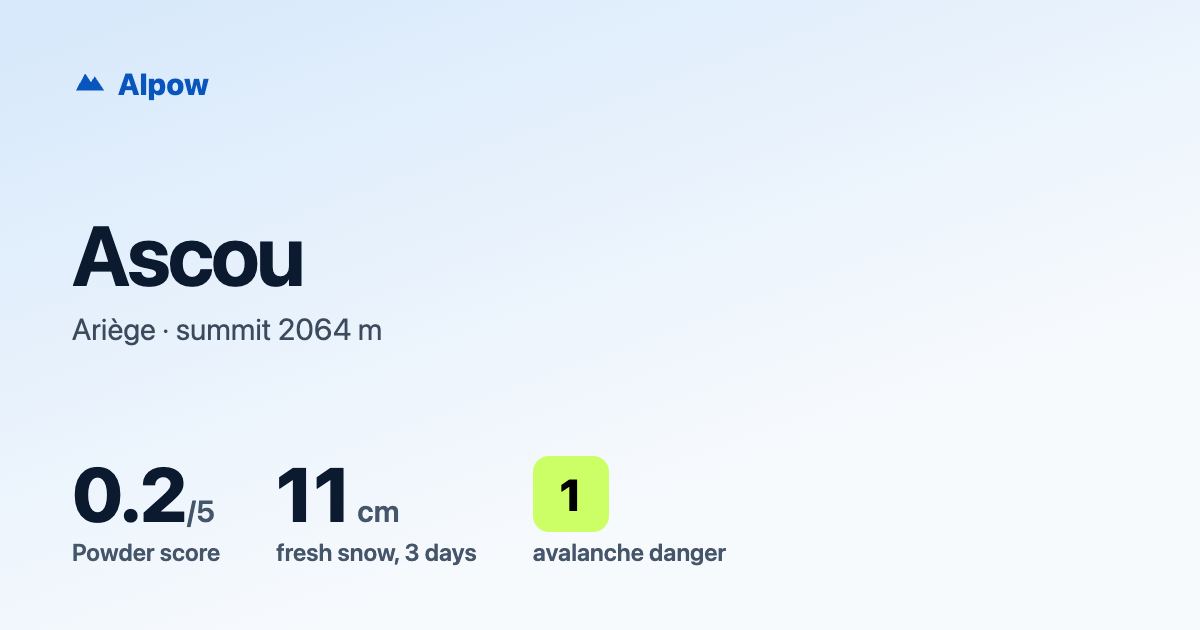 Alpow
Ascou
Ariège · summit 2064 m
0.2/5
Powder score
11 cm
fresh snow, 3 days
1
avalanche danger